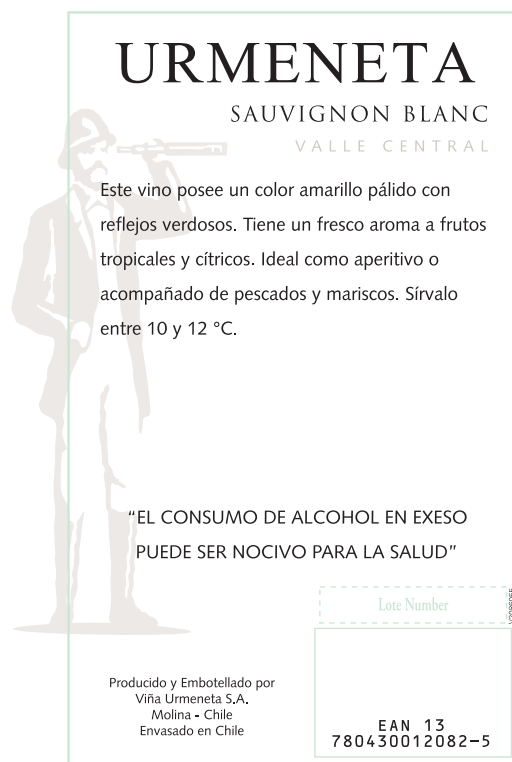 URMENETA
SAUVIGNON BLANC
VALLE CENTRAL
Este vino posee un color amarillo pálido con
reflejos verdosos. Tiene un fresco aroma a frutos
tropicales y cítricos. Ideal como aperitivo o
acompañado de pescados y mariscos. Sírvalo
entre 10 y 12 °C.
“EL CONSUMO DE ALCOHOL EN EXESO
PUEDE SER NOCIVO PARA LA SALUD”
Lote Number
Producido y Embotellado por
Viña Urmeneta S.A.
Molina - Chile
Envasado en Chile
EAN 13
780430012082-5